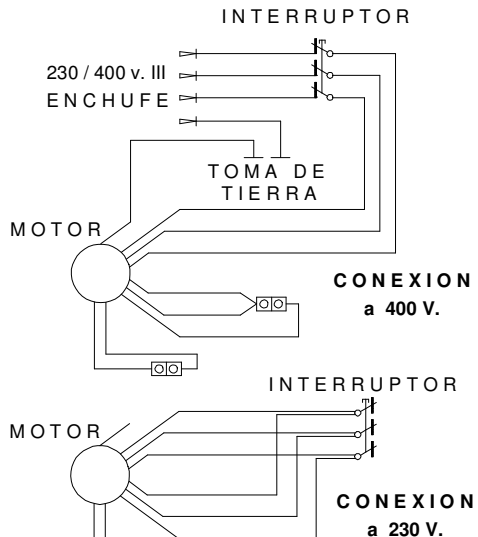 INTERRUPTOR
230 / 400 v. III
ENCHUFE
TOMA DE
TIERRA
MOTOR
CONEXION
a 400 V.
INTERRUPTOR
MOTOR
CONEXION
a 230 V.